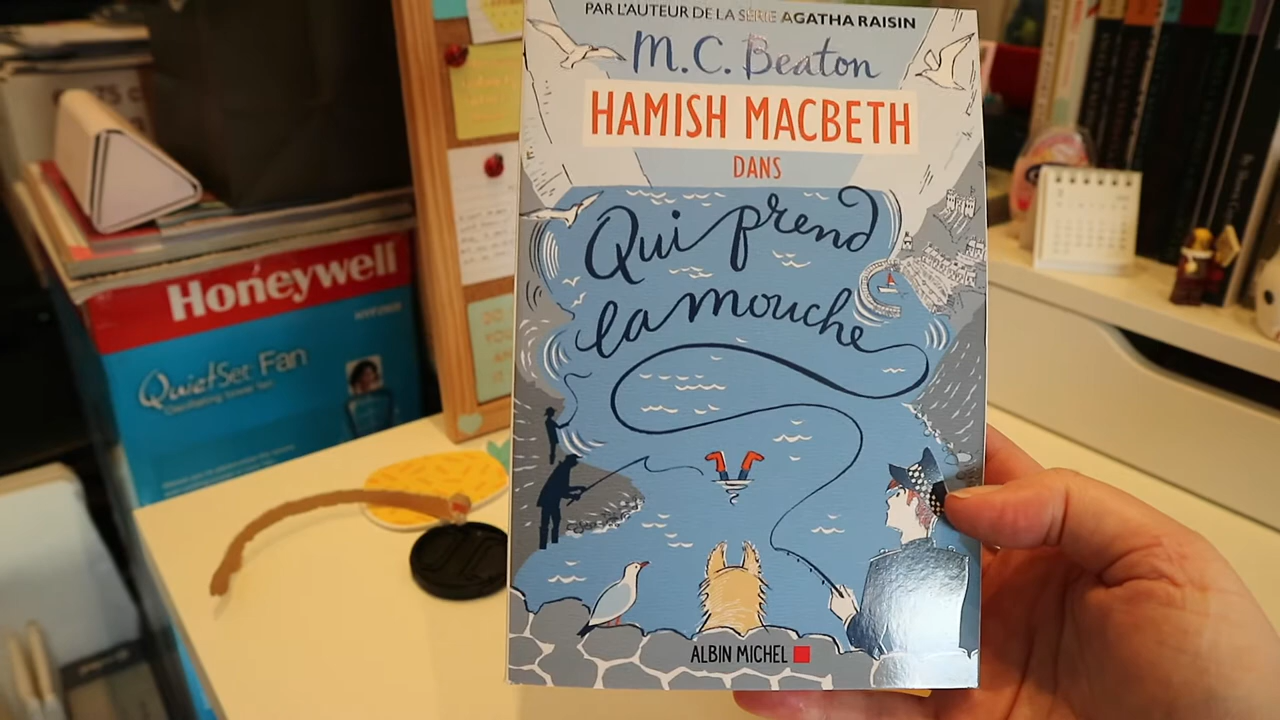 PAR L'AUTEUR DE LA SÉRIE AGATHA RAISIN
M.C. Beaton
HAMISH MACBETH
DANS
Qui prend
la mouche
ALBIN MICHEL
Honeywell
QuietSet Fan